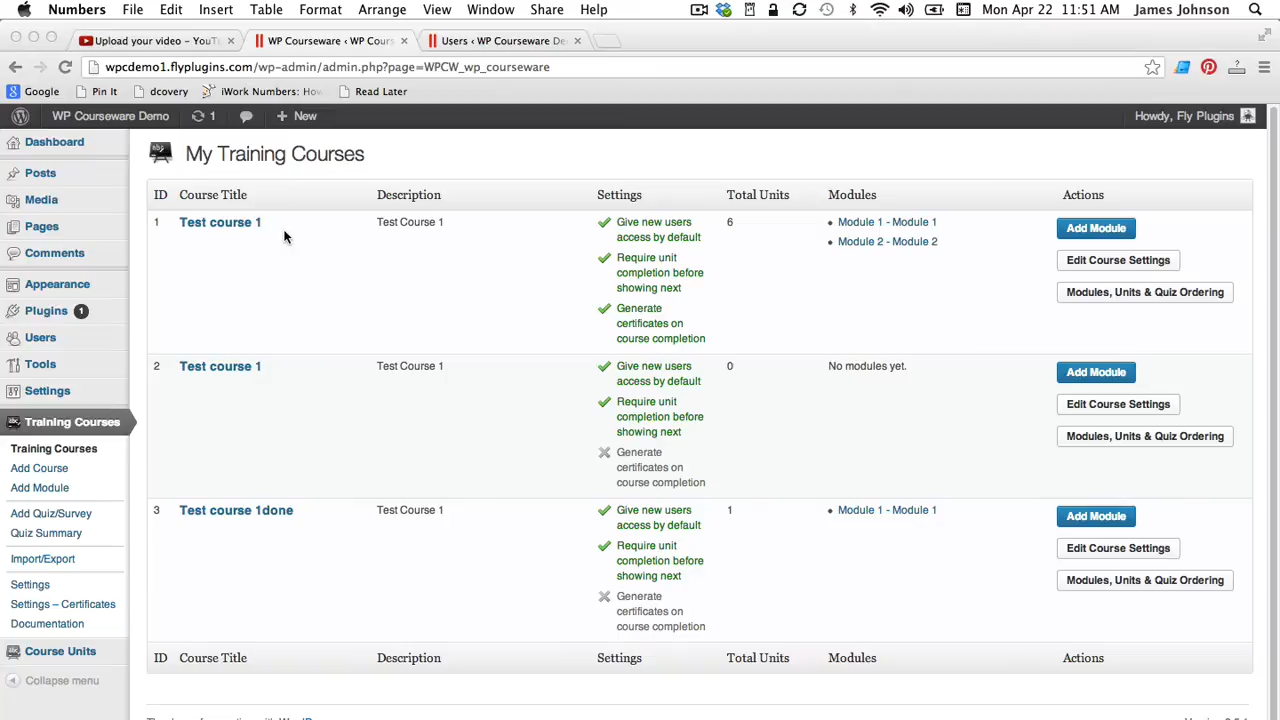 Numbers File Edit Insert Table Format Arrange View Window Share Help Mon Apr 22 11:51 AM James Johnson
Upload your video – YouT WP Courseware ‹ WP Cours Users ‹ WP Courseware De
wpcdemo1.flyplugins.com/wp-admin/admin.php?page=WPCW_wp_courseware
Google Pin It dcovery iWork Numbers: Ho Read Later
WP Courseware Demo 1 + New Howdy, Fly Plugins
Dashboard
Posts
Media
Pages
Comments
Appearance
Plugins 1
Users
Tools
Settings
Training Courses
Training Courses
Add Course
Add Module
Add Quiz/Survey
Quiz Summary
Import/Export
Settings
Settings – Certificates
Documentation
Course Units
Collapse menu
My Training Courses
ID Course Title Description Settings Total Units Modules Actions
1 Test course 1 Test Course 1 Give new users 6 • Module 1 - Module 1 Add Module
access by default • Module 2 - Module 2
Require unit Edit Course Settings
completion before
showing next Modules, Units & Quiz Ordering
Generate
certificates on
course completion
2 Test course 1 Test Course 1 Give new users 0 No modules yet. Add Module
access by default
Require unit Edit Course Settings
completion before
showing next Modules, Units & Quiz Ordering
Generate
certificates on
course completion
3 Test course 1done Test Course 1 Give new users 1 • Module 1 - Module 1 Add Module
access by default
Require unit Edit Course Settings
completion before
showing next Modules, Units & Quiz Ordering
Generate
certificates on
course completion
ID Course Title Description Settings Total Units Modules Actions